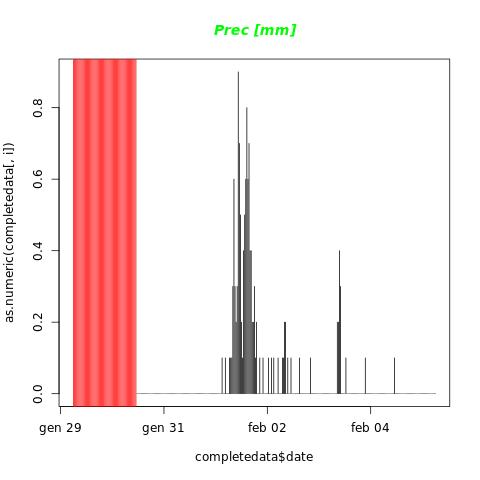 Prec [mm]
as.numeric(completedata[, i])
0.8
0.6
0.4
0.2
0.0
gen 29 gen 31 feb 02 feb 04
completedata$date